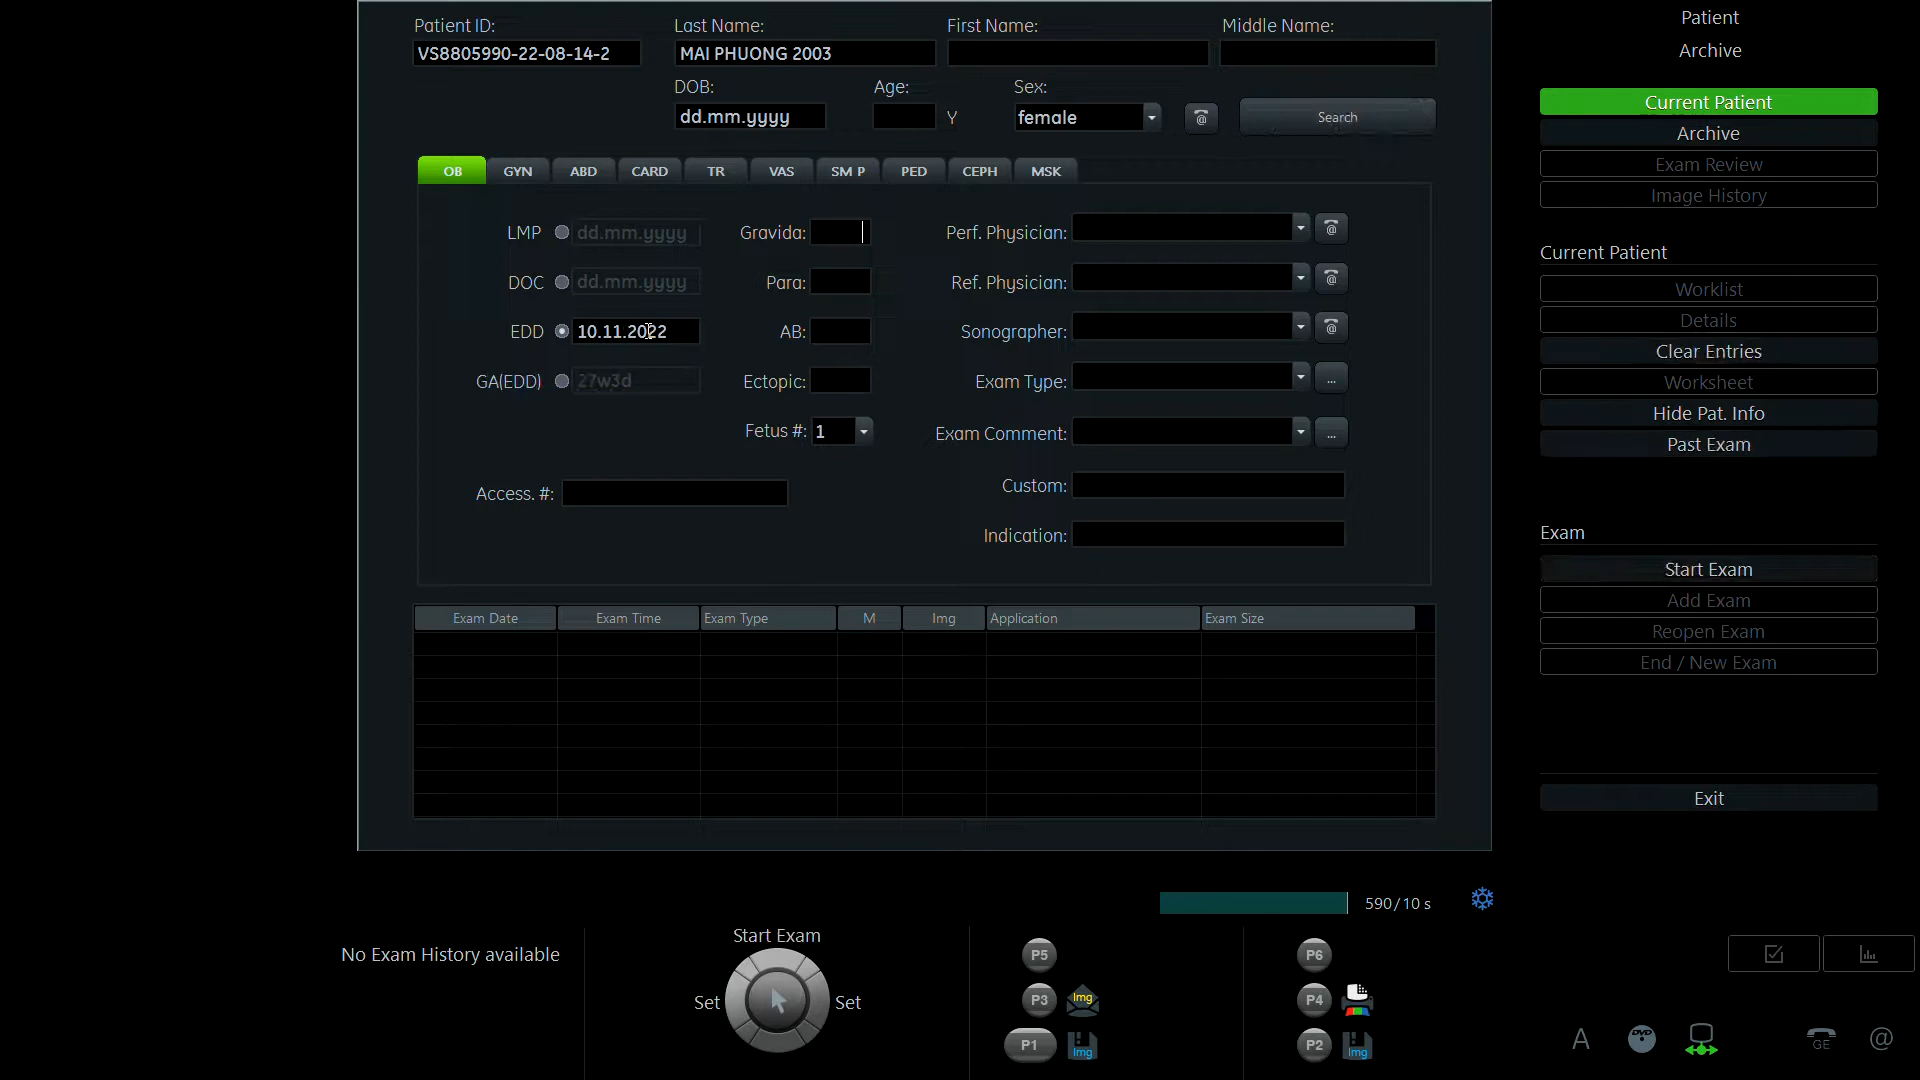 Patient ID: Last Name: First Name: Middle Name:
VS8805990-22-08-14-2 MAI PHUONG 2003
DOB: Age: Sex:
dd.mm.yyyy Y female @ Search
OB GYN ABD CARD TR VAS SM P PED CEPH MSK
LMP dd.mm.yyyy Gravida: Perf. Physician: @
DOC dd.mm.yyyy Para: Ref. Physician: @
EDD 10.11.2022 AB: Sonographer: @
GA(EDD) 27w3d Ectopic: Exam Type: ...
Fetus #: 1 Exam Comment: ...
Access. #: Custom:
Indication:
Exam Date Exam Time Exam Type M Img Application Exam Size
590/10 s
No Exam History available
Start Exam
Set Set
P5
P3 Img
P1 Img
P6
P4
P2 Img
Patient
Archive
Current Patient
Archive
Exam Review
Image History
Current Patient
Worklist
Details
Clear Entries
Worksheet
Hide Pat. Info
Past Exam
Exam
Start Exam
Add Exam
Reopen Exam
End / New Exam
Exit
A DVD GE @